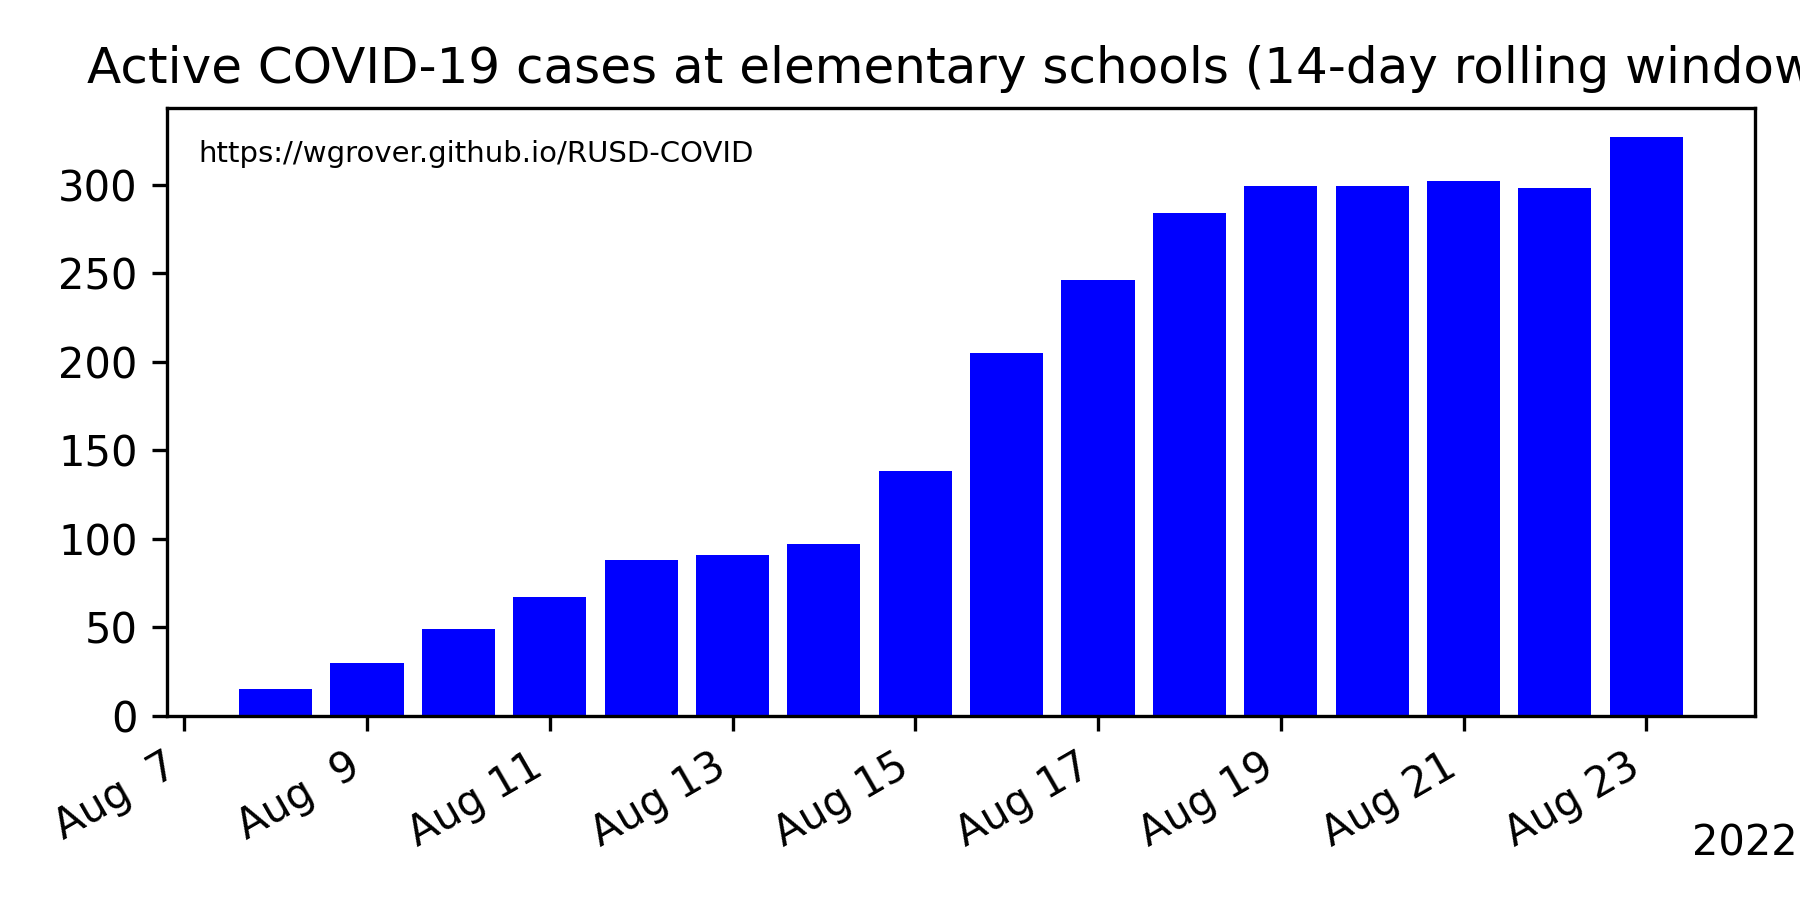 Active COVID-19 cases at elementary schools (14-day rolling window
https://wgrover.github.io/RUSD-COVID
300
250
200
150
100
50
0
Aug 7
Aug 9
Aug 11
Aug 13
Aug 15
Aug 17
Aug 19
Aug 21
Aug 23
2022